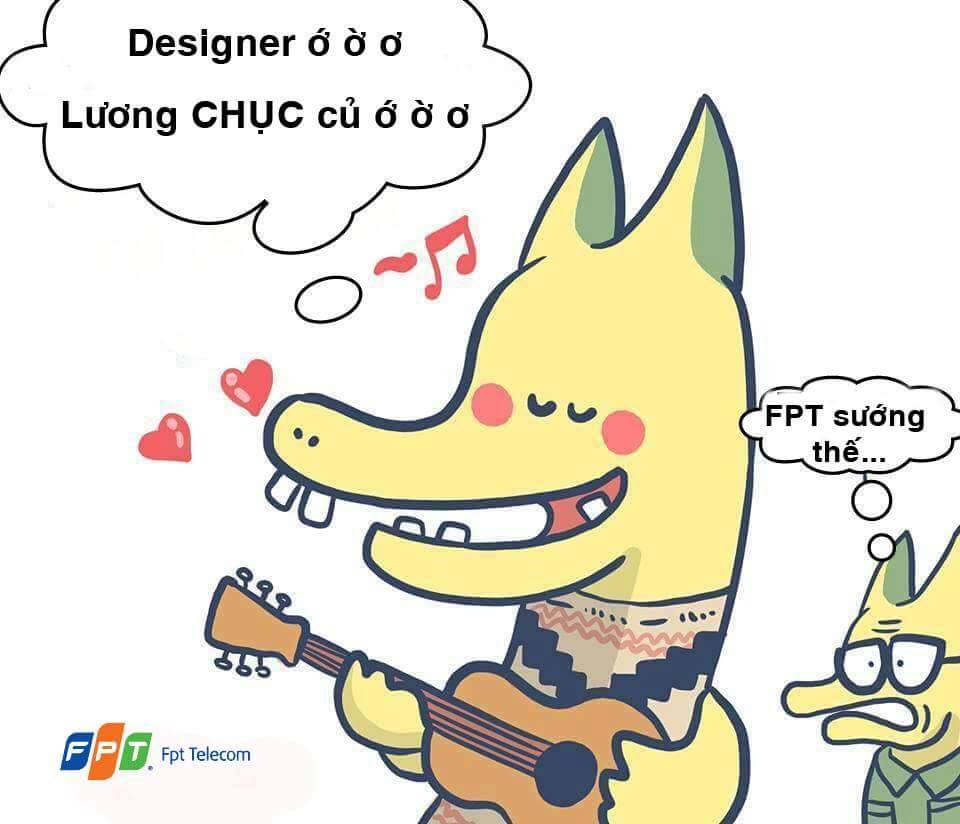 Designer ớ ờ ơ
Lương CHỤC củ ớ ờ ơ
FPT sướng
thế...
FPT Fpt Telecom